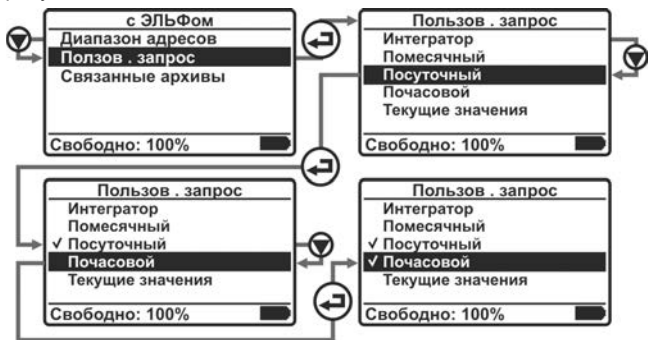 с ЭЛЬФом
Диапазон адресов
Ползов . запрос
Связанные архивы
Свободно: 100%
Пользов . запрос
Интегратор
Помесячный
Посуточный
Почасовой
Текущие значения
Свободно: 100%
Пользов . запрос
Интегратор
Помесячный
✓ Посуточный
Почасовой
Текущие значения
Свободно: 100%
Пользов . запрос
Интегратор
Помесячный
✓ Посуточный
✓ Почасовой
Текущие значения
Свободно: 100%